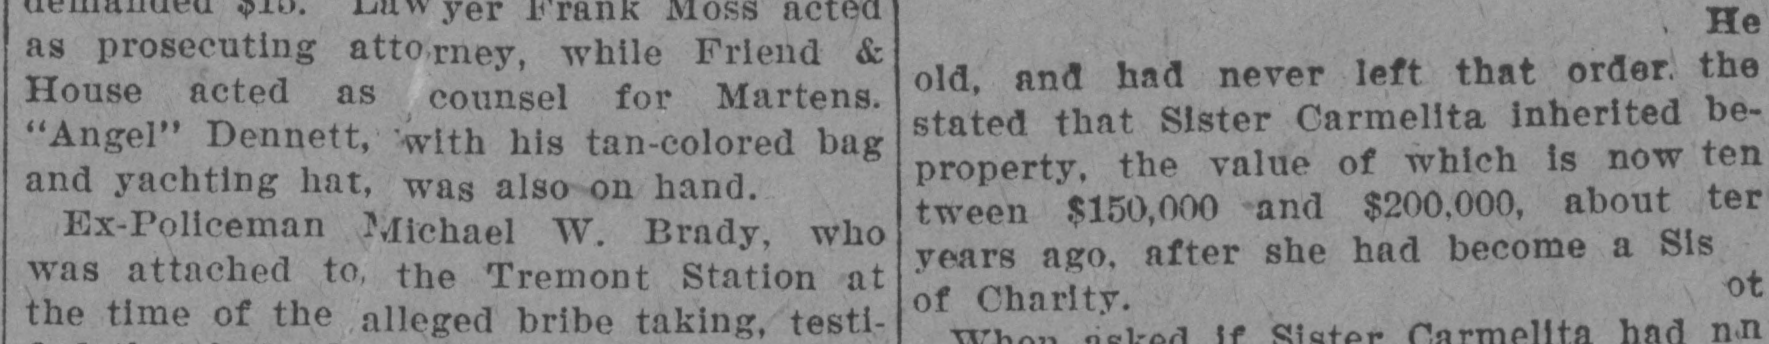 demanded $15. Lawyer Frank Moss acted
as prosecuting attorney, while Friend &
House acted as counsel for Martens.
"Angel" Dennett, with his tan-colored bag
and yachting hat, was also on hand.
Ex-Policeman Michael W. Brady, who
was attached to, the Tremont Station at
the time of the alleged bribe taking, testi-
He
old, and had never left that order. the
stated that Sister Carmelita inherited be-
property, the value of which is now ten
tween $150,000 and $200,000, about ter
years ago, after she had become a Sis
of Charity. ot
When asked if Sister Carmelita had